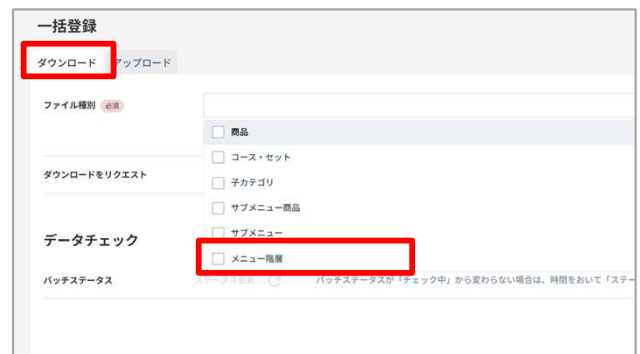 一括登録
ダウンロード
アップロード
ファイル種別 必須
商品
コース・セット
ダウンロードをリクエスト
子カテゴリ
サブメニュー商品
サブメニュー
データチェック
メニュー階層
バッチステータス ステータス更新 バッチステータスが「チェック中」から変わらない場合は、時間をおいて「ステー